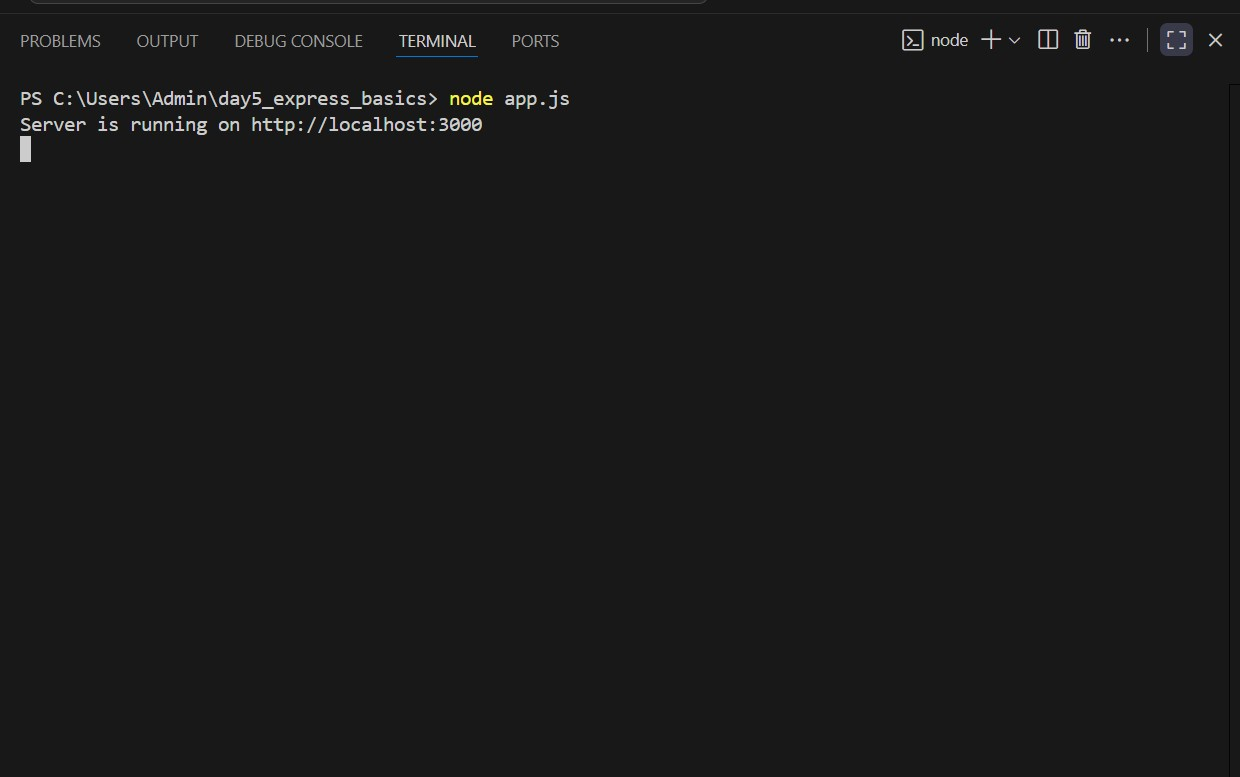 PROBLEMS OUTPUT DEBUG CONSOLE TERMINAL PORTS node
PS C:\Users\Admin\day5_express_basics> node app.js
Server is running on http://localhost:3000